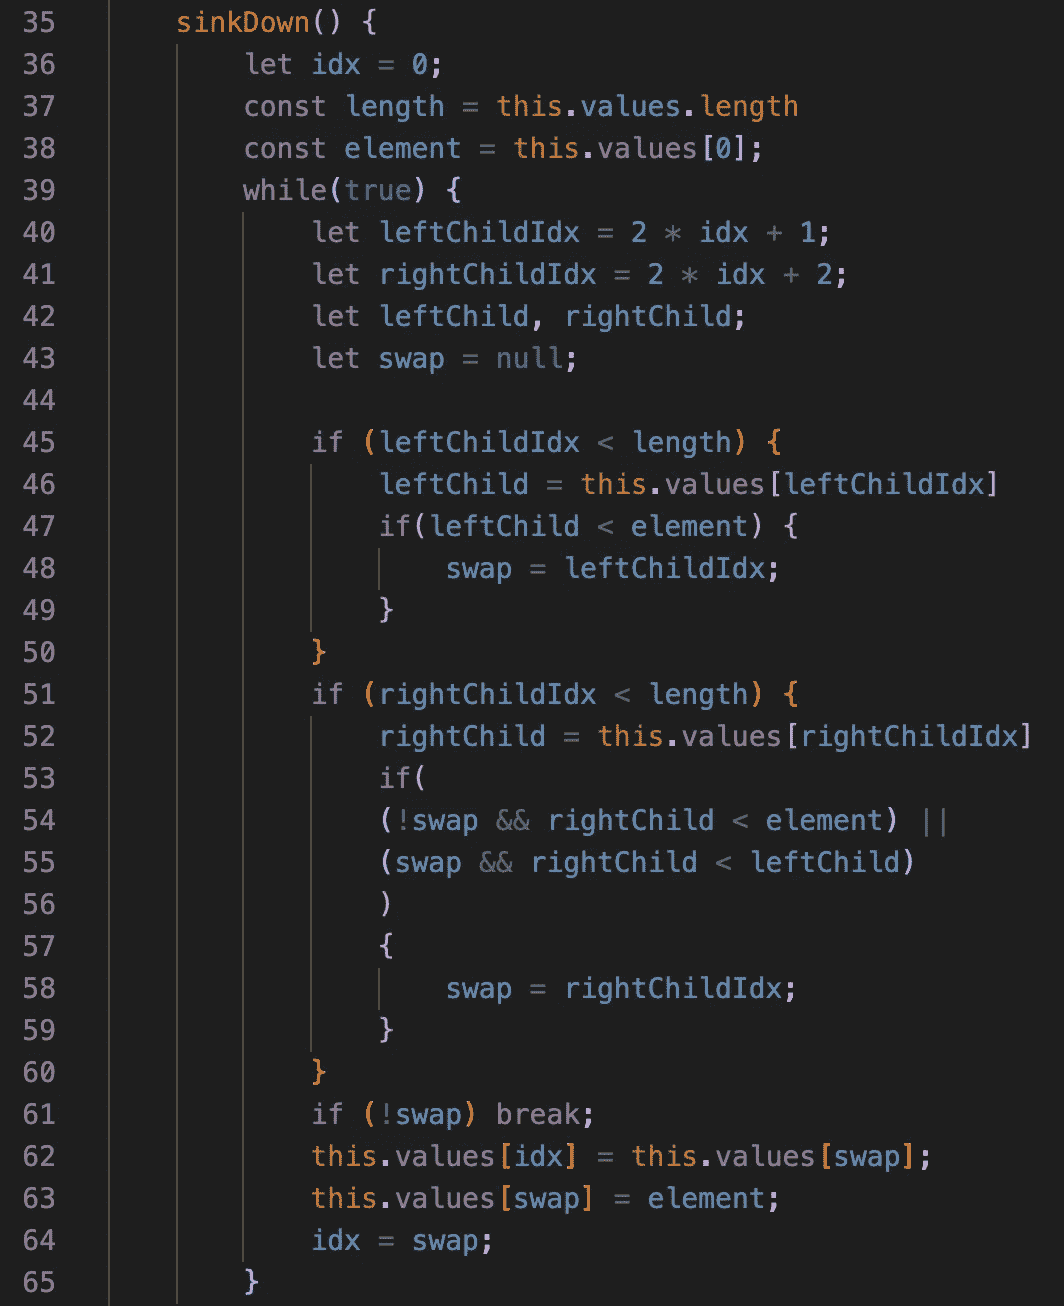 35 sinkDown() {
36 let idx = 0;
37 const length = this.values.length
38 const element = this.values[0];
39 while(true) {
40 let leftChildIdx = 2 * idx + 1;
41 let rightChildIdx = 2 * idx + 2;
42 let leftChild, rightChild;
43 let swap = null;
44
45 if (leftChildIdx < length) {
46 leftChild = this.values[leftChildIdx]
47 if(leftChild < element) {
48 swap = leftChildIdx;
49 }
50 }
51 if (rightChildIdx < length) {
52 rightChild = this.values[rightChildIdx]
53 if(
54 (!swap && rightChild < element) ||
55 (swap && rightChild < leftChild)
56 )
57 {
58 swap = rightChildIdx;
59 }
60 }
61 if (!swap) break;
62 this.values[idx] = this.values[swap];
63 this.values[swap] = element;
64 idx = swap;
65 }